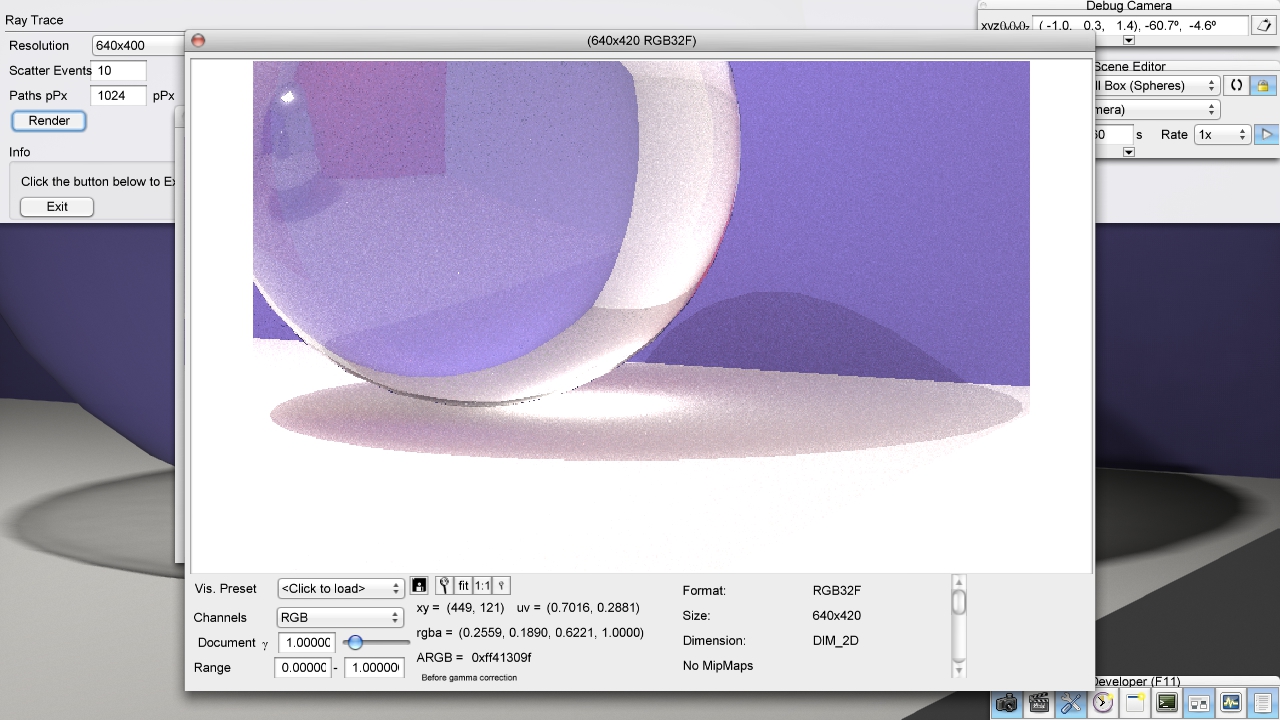 Debug Camera
Ray Trace
xyz (-1.0, 0.3, 1.4), -60.7º, -4.6º
(640x420 RGB32F)
Resolution 640x400
Scene Editor
Scatter Events 10
ll Box (Spheres)
Paths pPx 1024 pPx
mera)
Render
60 s Rate 1x
Info
Click the button below to Ex
Exit
Vis. Preset <Click to load> fit 1:1
Format: RGB32F
xy = (449, 121) uv = (0.7016, 0.2881)
Channels RGB
Size: 640x420
rgba = (0.2559, 0.1890, 0.6221, 1.0000)
Document γ 1.0000
Dimension: DIM_2D
ARGB = 0xff41309f
Range 0.0000 - 1.0000
No MipMaps
Before gamma correction
Developer (F11)